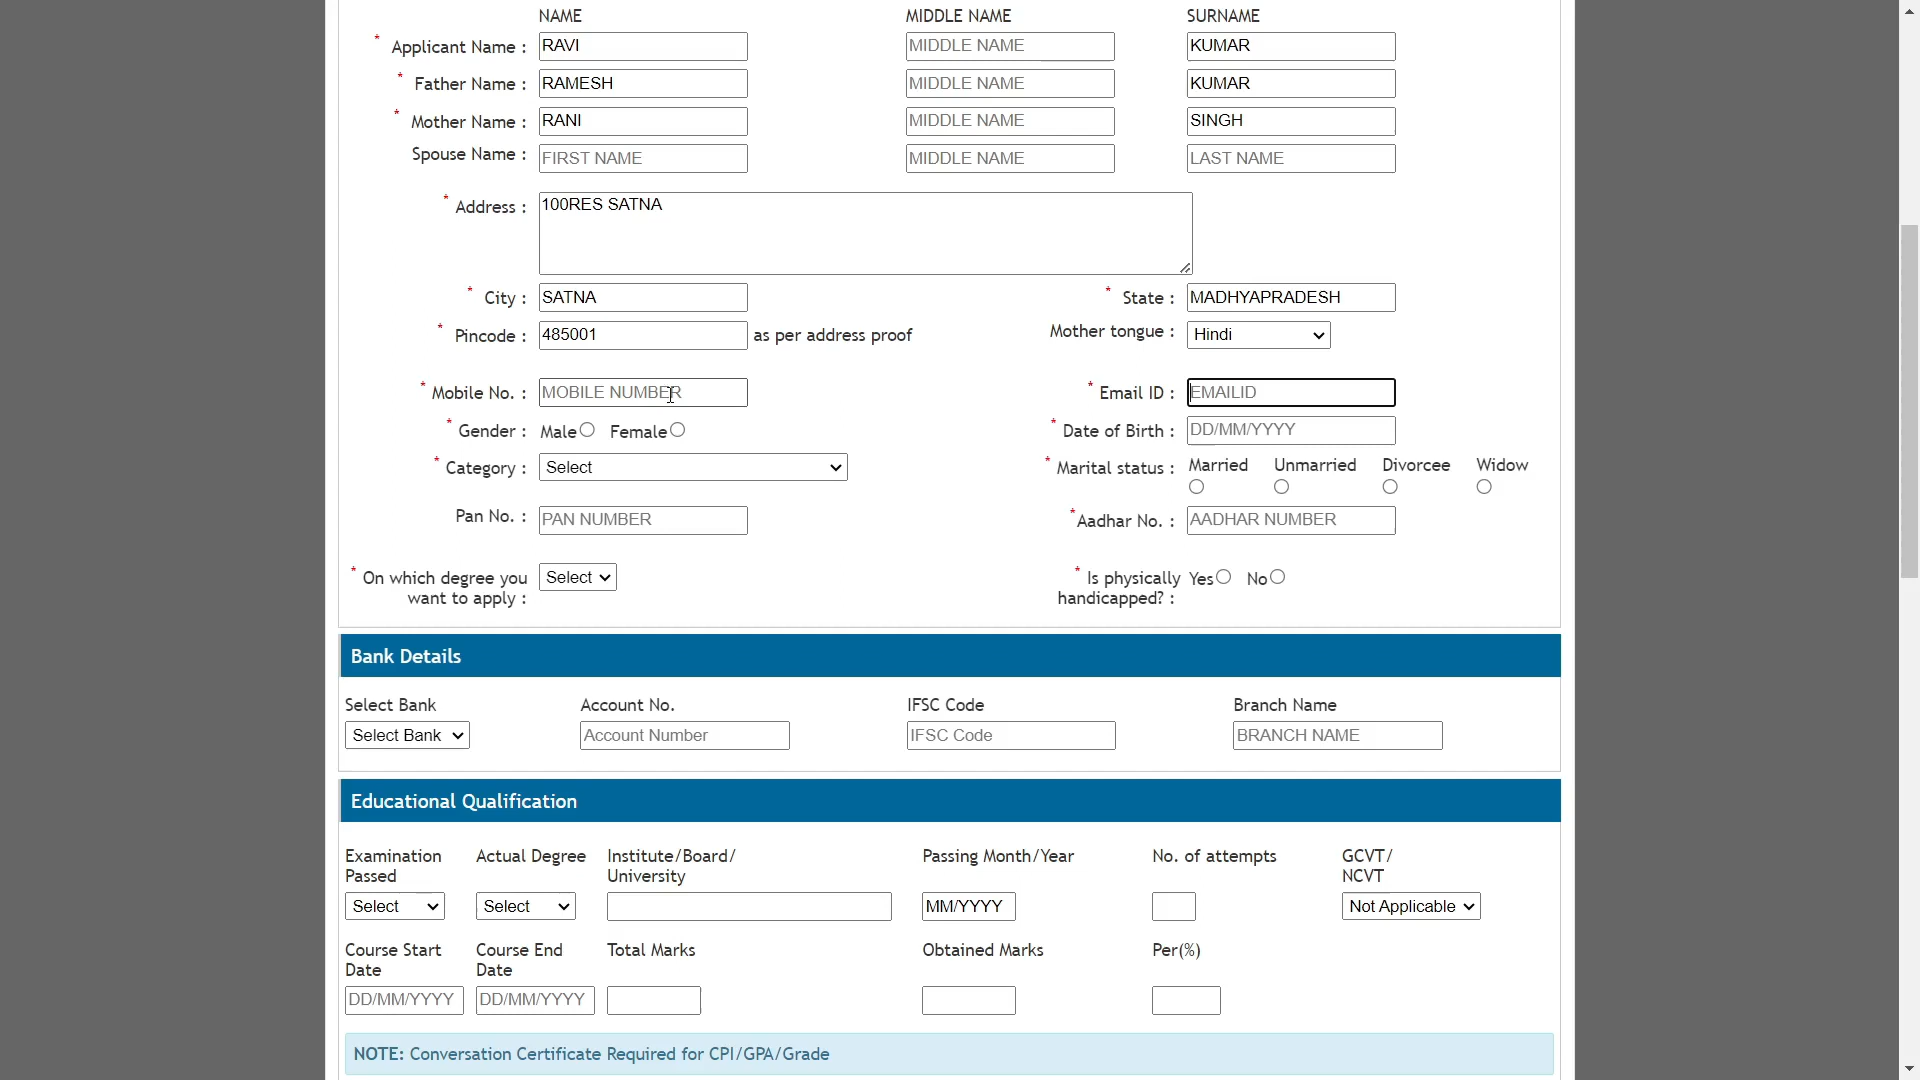 NAME MIDDLE NAME SURNAME
* Applicant Name : RAVI MIDDLE NAME KUMAR
* Father Name : RAMESH MIDDLE NAME KUMAR
* Mother Name : RANI MIDDLE NAME SINGH
Spouse Name : FIRST NAME MIDDLE NAME LAST NAME
* Address : 100RES SATNA
* City : SATNA * State : MADHYAPRADESH
* Pincode : 485001 as per address proof Mother tongue : Hindi
* Mobile No. : MOBILE NUMBER * Email ID : EMAILID
* Gender : Male Female * Date of Birth : DD/MM/YYYY
* Category : Select * Marital status : Married Unmarried Divorcee Widow
Pan No. : PAN NUMBER *Aadhar No. : AADHAR NUMBER
* On which degree you want to apply : Select * Is physically handicapped? : Yes No
Bank Details
Select Bank Account No. IFSC Code Branch Name
Select Bank Account Number IFSC Code BRANCH NAME
Educational Qualification
Examination Passed Actual Degree Institute/Board/ University Passing Month/Year No. of attempts GCVT/ NCVT
Select Select MM/YYYY Not Applicable
Course Start Date Course End Date Total Marks Obtained Marks Per(%)
DD/MM/YYYY DD/MM/YYYY
NOTE: Conversation Certificate Required for CPI/GPA/Grade